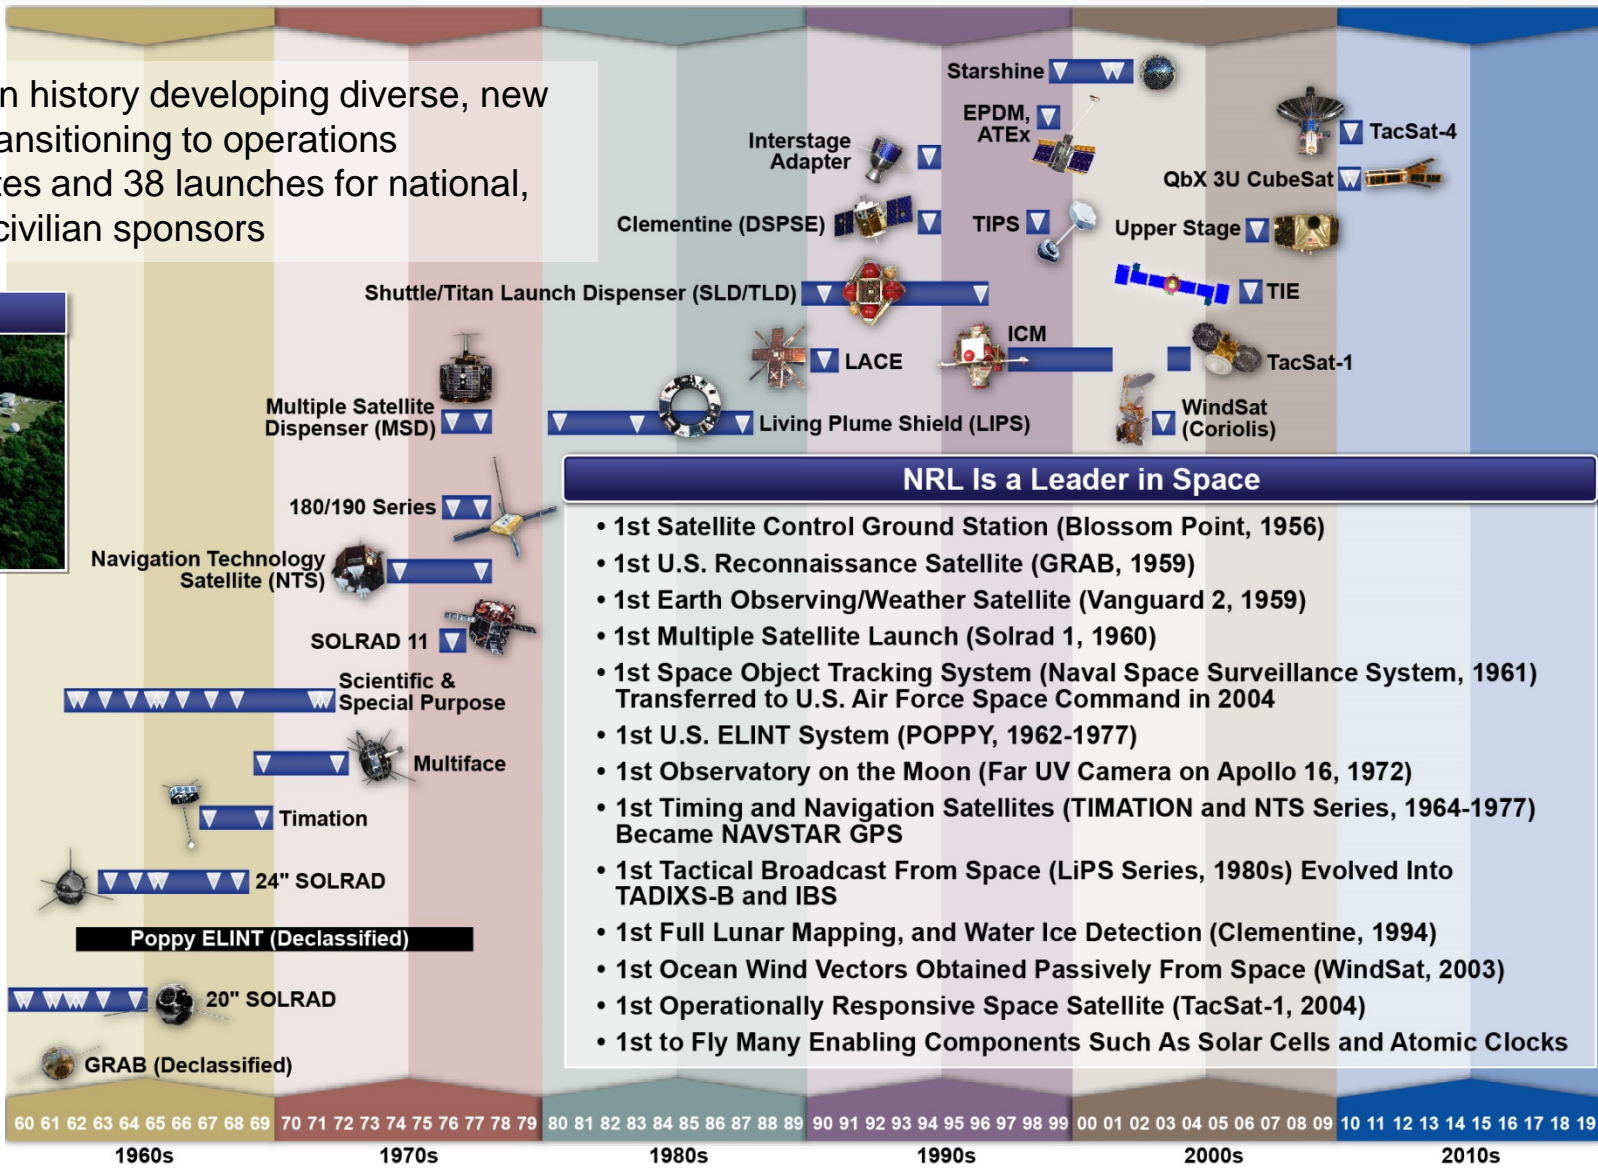 n history developing diverse, new
ansitioning to operations
tes and 38 launches for national,
civilian sponsors
Starshine
EPDM,
ATEx
Interstage
Adapter
TacSat-4
QbX 3U CubeSat
Clementine (DSPSE)
TIPS
Upper Stage
Shuttle/Titan Launch Dispenser (SLD/TLD)
TIE
ICM
LACE
TacSat-1
Multiple Satellite
Dispenser (MSD)
Living Plume Shield (LIPS)
WindSat
(Coriolis)
180/190 Series
Navigation Technology
Satellite (NTS)
SOLRAD 11
Scientific &
Special Purpose
Multiface
Timation
24" SOLRAD
Poppy ELINT (Declassified)
20" SOLRAD
GRAB (Declassified)
NRL Is a Leader in Space
• 1st Satellite Control Ground Station (Blossom Point, 1956)
• 1st U.S. Reconnaissance Satellite (GRAB, 1959)
• 1st Earth Observing/Weather Satellite (Vanguard 2, 1959)
• 1st Multiple Satellite Launch (Solrad 1, 1960)
• 1st Space Object Tracking System (Naval Space Surveillance System, 1961)
Transferred to U.S. Air Force Space Command in 2004
• 1st U.S. ELINT System (POPPY, 1962-1977)
• 1st Observatory on the Moon (Far UV Camera on Apollo 16, 1972)
• 1st Timing and Navigation Satellites (TIMATION and NTS Series, 1964-1977)
Became NAVSTAR GPS
• 1st Tactical Broadcast From Space (LiPS Series, 1980s) Evolved Into
TADIXS-B and IBS
• 1st Full Lunar Mapping, and Water Ice Detection (Clementine, 1994)
• 1st Ocean Wind Vectors Obtained Passively From Space (WindSat, 2003)
• 1st Operationally Responsive Space Satellite (TacSat-1, 2004)
• 1st to Fly Many Enabling Components Such As Solar Cells and Atomic Clocks
60 61 62 63 64 65 66 67 68 69 70 71 72 73 74 75 76 77 78 79 80 81 82 83 84 85 86 87 88 89 90 91 92 93 94 95 96 97 98 99 00 01 02 03 04 05 06 07 08 09 10 11 12 13 14 15 16 17 18 19
1960s 1970s 1980s 1990s 2000s 2010s